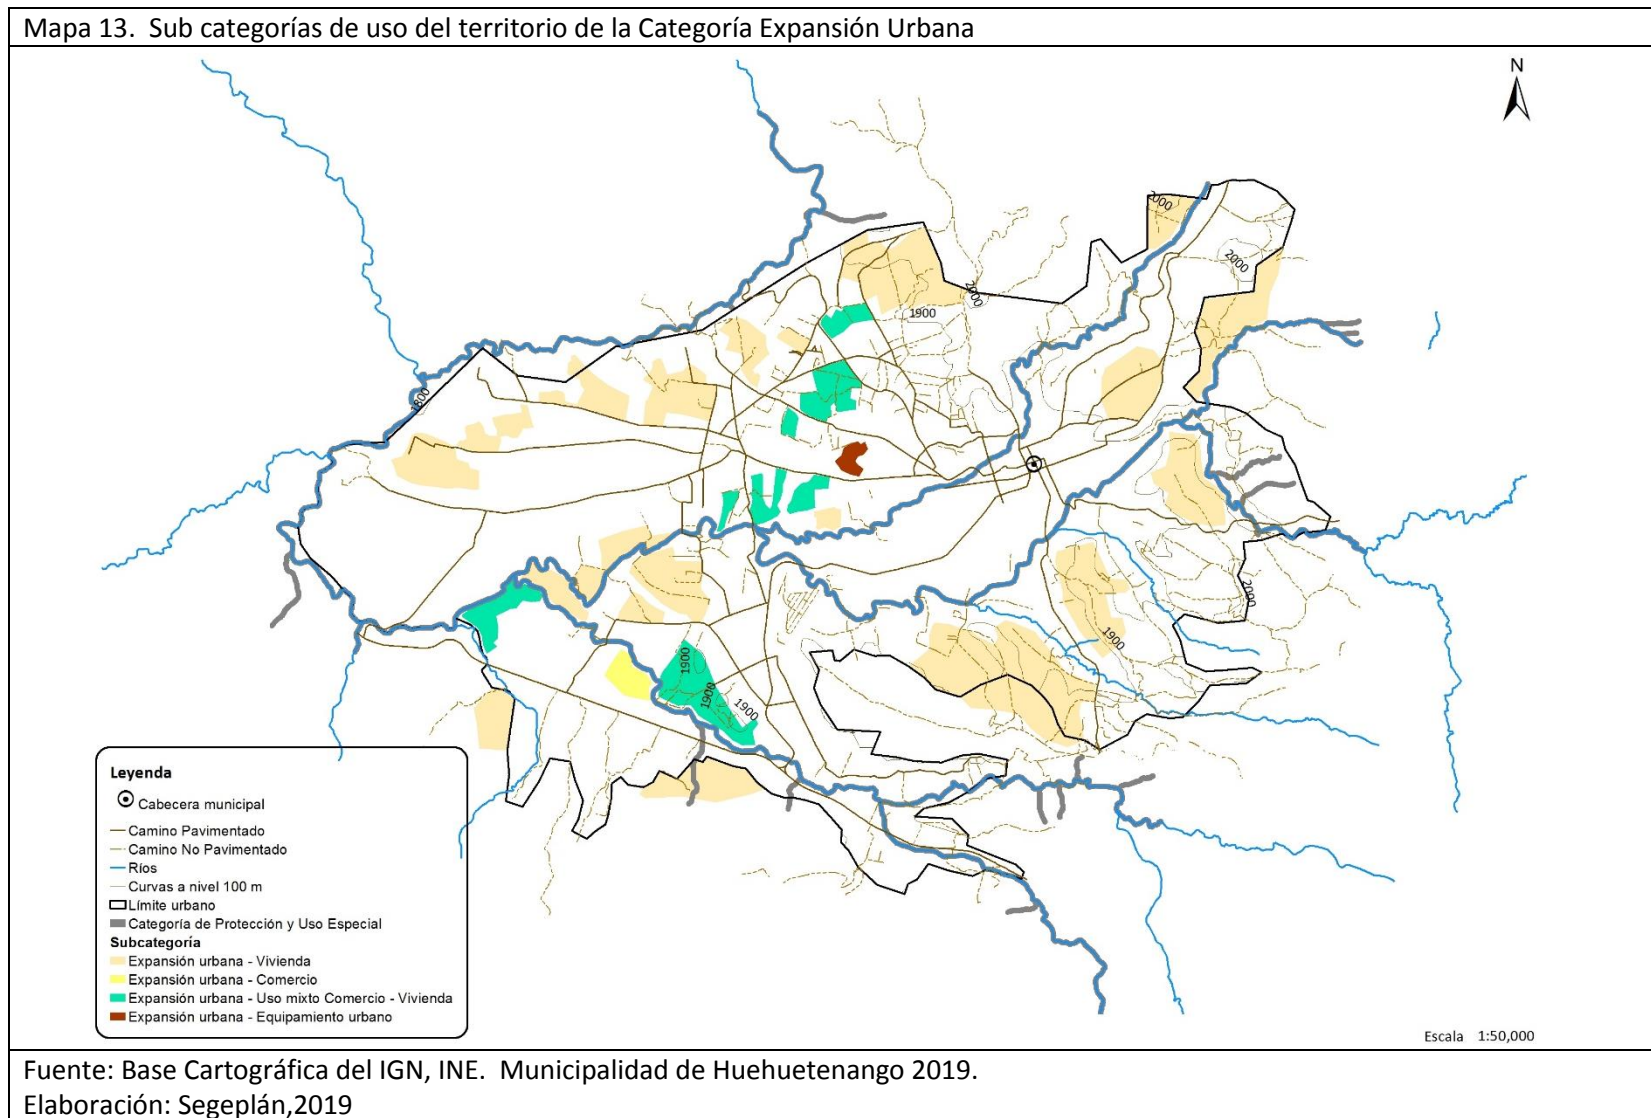 Mapa 13.  Sub categorías de uso del territorio de la Categoría Expansión Urbana
N
2000
2000
2000
1900
1800
2000
1900
1900
1900
1900
Leyenda
Cabecera municipal
Camino Pavimentado
Camino No Pavimentado
Ríos
Curvas a nivel 100 m
Límite urbano
Categoría de Protección y Uso Especial
Subcategoría
Expansión urbana - Vivienda
Expansión urbana - Comercio
Expansión urbana - Uso mixto Comercio - Vivienda
Expansión urbana - Equipamiento urbano
Escala 1:50,000
Fuente: Base Cartográfica del IGN, INE.  Municipalidad de Huehuetenango 2019.
Elaboración: Segeplán,2019